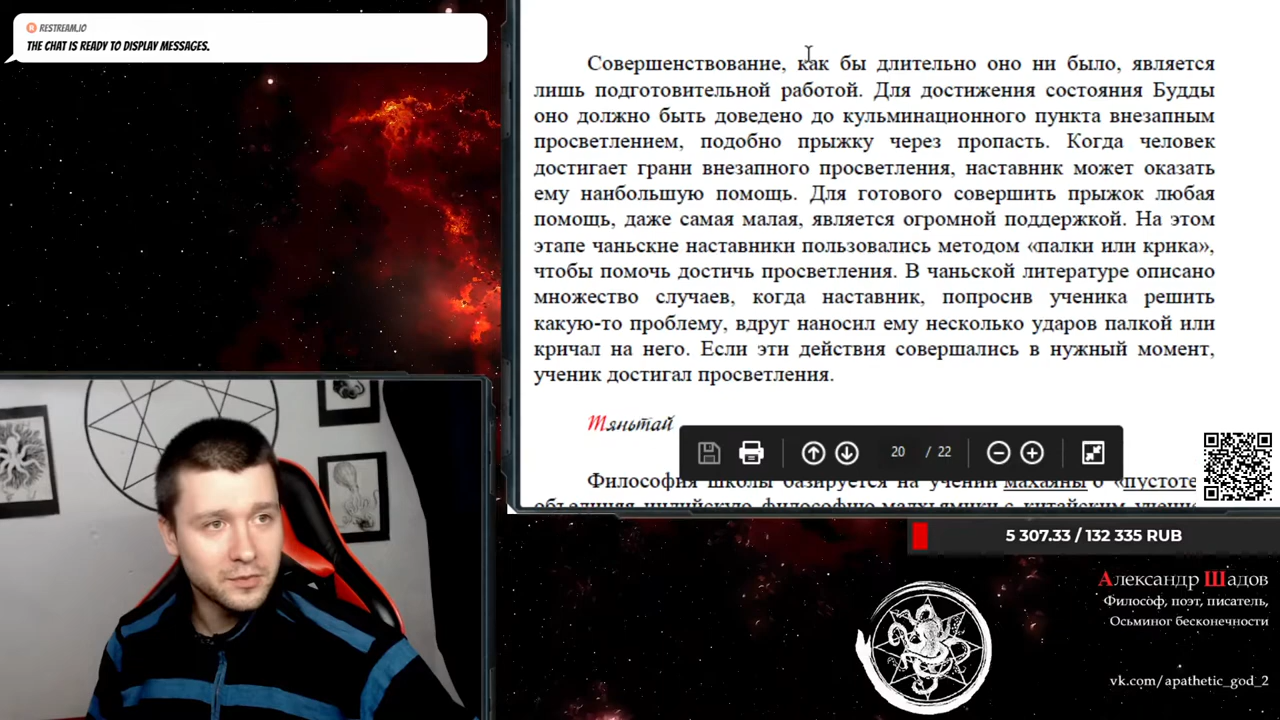 RESTREAM.IO
THE CHAT IS READY TO DISPLAY MESSAGES.
Совершенствование, как бы длительно оно ни было, является
лишь подготовительной работой. Для достижения состояния Будды
оно должно быть доведено до кульминационного пункта внезапным
просветлением, подобно прыжку через пропасть. Когда человек
достигает грани внезапного просветления, наставник может оказать
ему наибольшую помощь. Для готового совершить прыжок любая
помощь, даже самая малая, является огромной поддержкой. На этом
этапе чаньские наставники пользовались методом «палки или крика»,
чтобы помочь достичь просветления. В чаньской литературе описано
множество случаев, когда наставник, попросив ученика решить
какую-то проблему, вдруг наносил ему несколько ударов палкой или
кричал на него. Если эти действия совершались в нужный момент,
ученик достигал просветления.
Тяньтай
20 / 22
Философия школы базируется на учении махаяны о «пустоте
объединяя индийскую философию мадхьямики с китайским
5 307.33 / 132 335 RUB
Александр Шадов
Философ, поэт, писатель,
Осьминог бесконечности
vk.com/apathetic_god_2